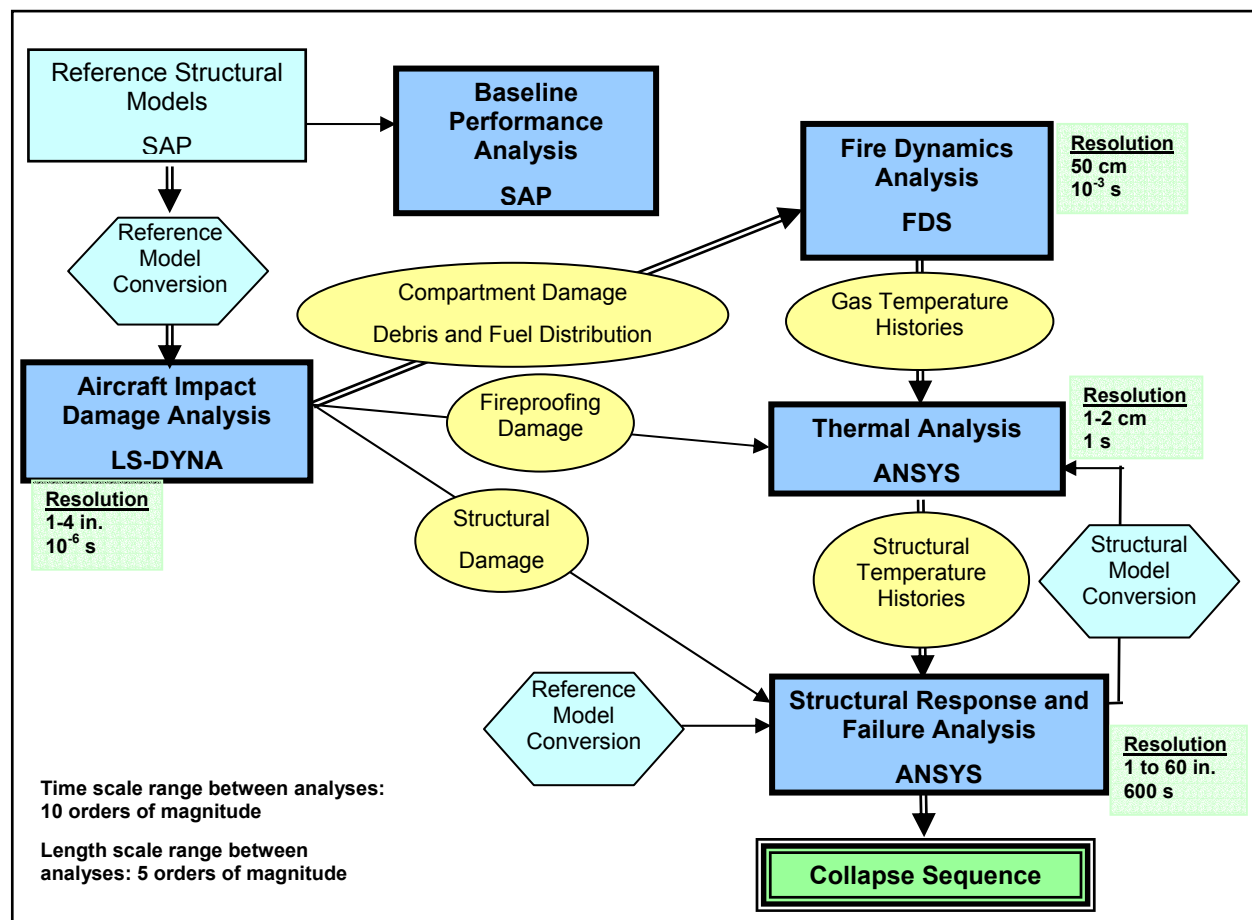 Reference Structural
Models
SAP
Baseline
Performance
Analysis
SAP
Fire Dynamics
Analysis
FDS
Resolution
50 cm
10⁻³ s
Reference
Model
Conversion
Compartment Damage
Debris and Fuel Distribution
Gas Temperature
Histories
Aircraft Impact
Damage Analysis
LS-DYNA
Resolution
1-4 in.
10⁻⁶ s
Fireproofing
Damage
Thermal Analysis
ANSYS
Resolution
1-2 cm
1 s
Structural
Damage
Structural
Temperature
Histories
Structural
Model
Conversion
Reference
Model
Conversion
Structural Response and
Failure Analysis
ANSYS
Resolution
1 to 60 in.
600 s
Time scale range between analyses:
10 orders of magnitude
Length scale range between
analyses: 5 orders of magnitude
Collapse Sequence